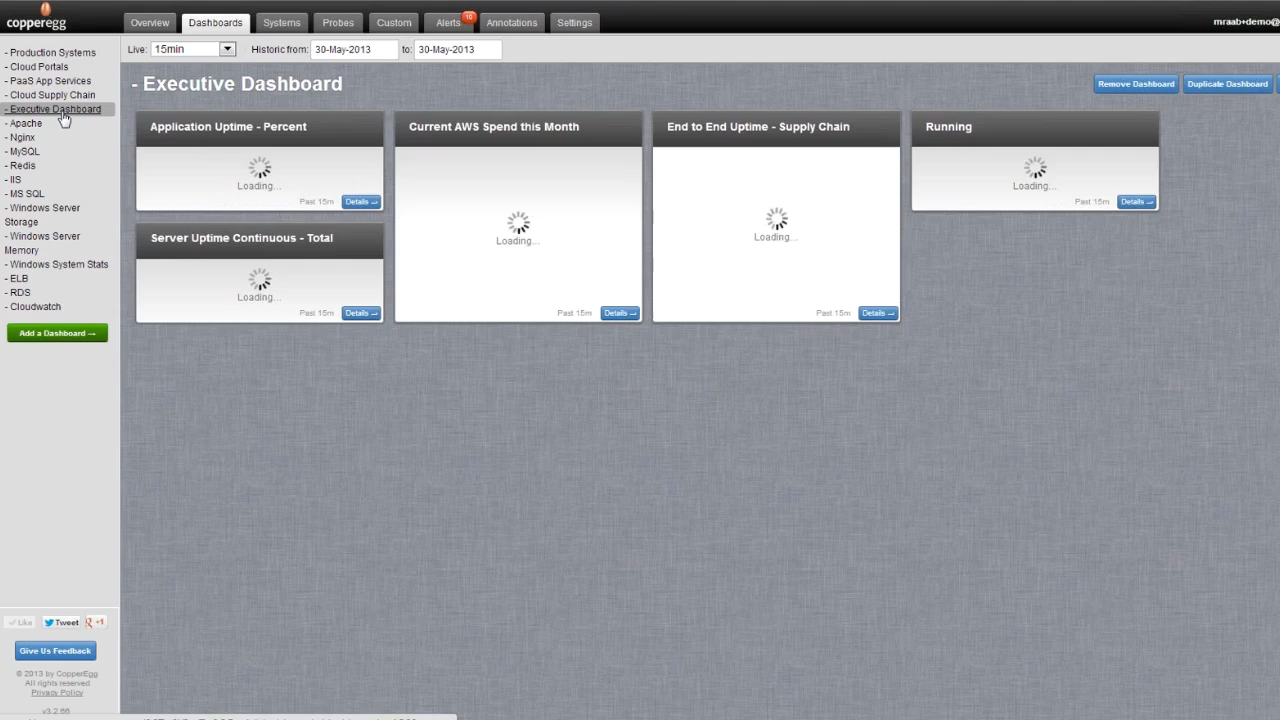 copperegg
Overview
Dashboards
Systems
Probes
Custom
Alerts
10
Annotations
Settings
mraab+demo@
Live:
15min
Historic from:
30-May-2013
to:
30-May-2013
- Production Systems
- Cloud Portals
- PaaS App Services
- Cloud Supply Chain
- Executive Dashboard
- Apache
- Nginx
- MySQL
- Redis
- IIS
- MS SQL
- Windows Server
Storage
- Windows Server
Memory
- Windows System Stats
- ELB
- RDS
- Cloudwatch
Add a Dashboard →
- Executive Dashboard
Remove Dashboard
Duplicate Dashboard
Application Uptime - Percent
Loading...
Past 15m
Details →
Current AWS Spend this Month
Loading...
Past 15m
Details →
End to End Uptime - Supply Chain
Loading...
Past 15m
Details →
Running
Loading...
Past 15m
Details →
Server Uptime Continuous - Total
Loading...
Past 15m
Details →
Like
Tweet
g +1
Give Us Feedback
© 2013 by CopperEgg
All rights reserved
Privacy Policy
v3.2.66